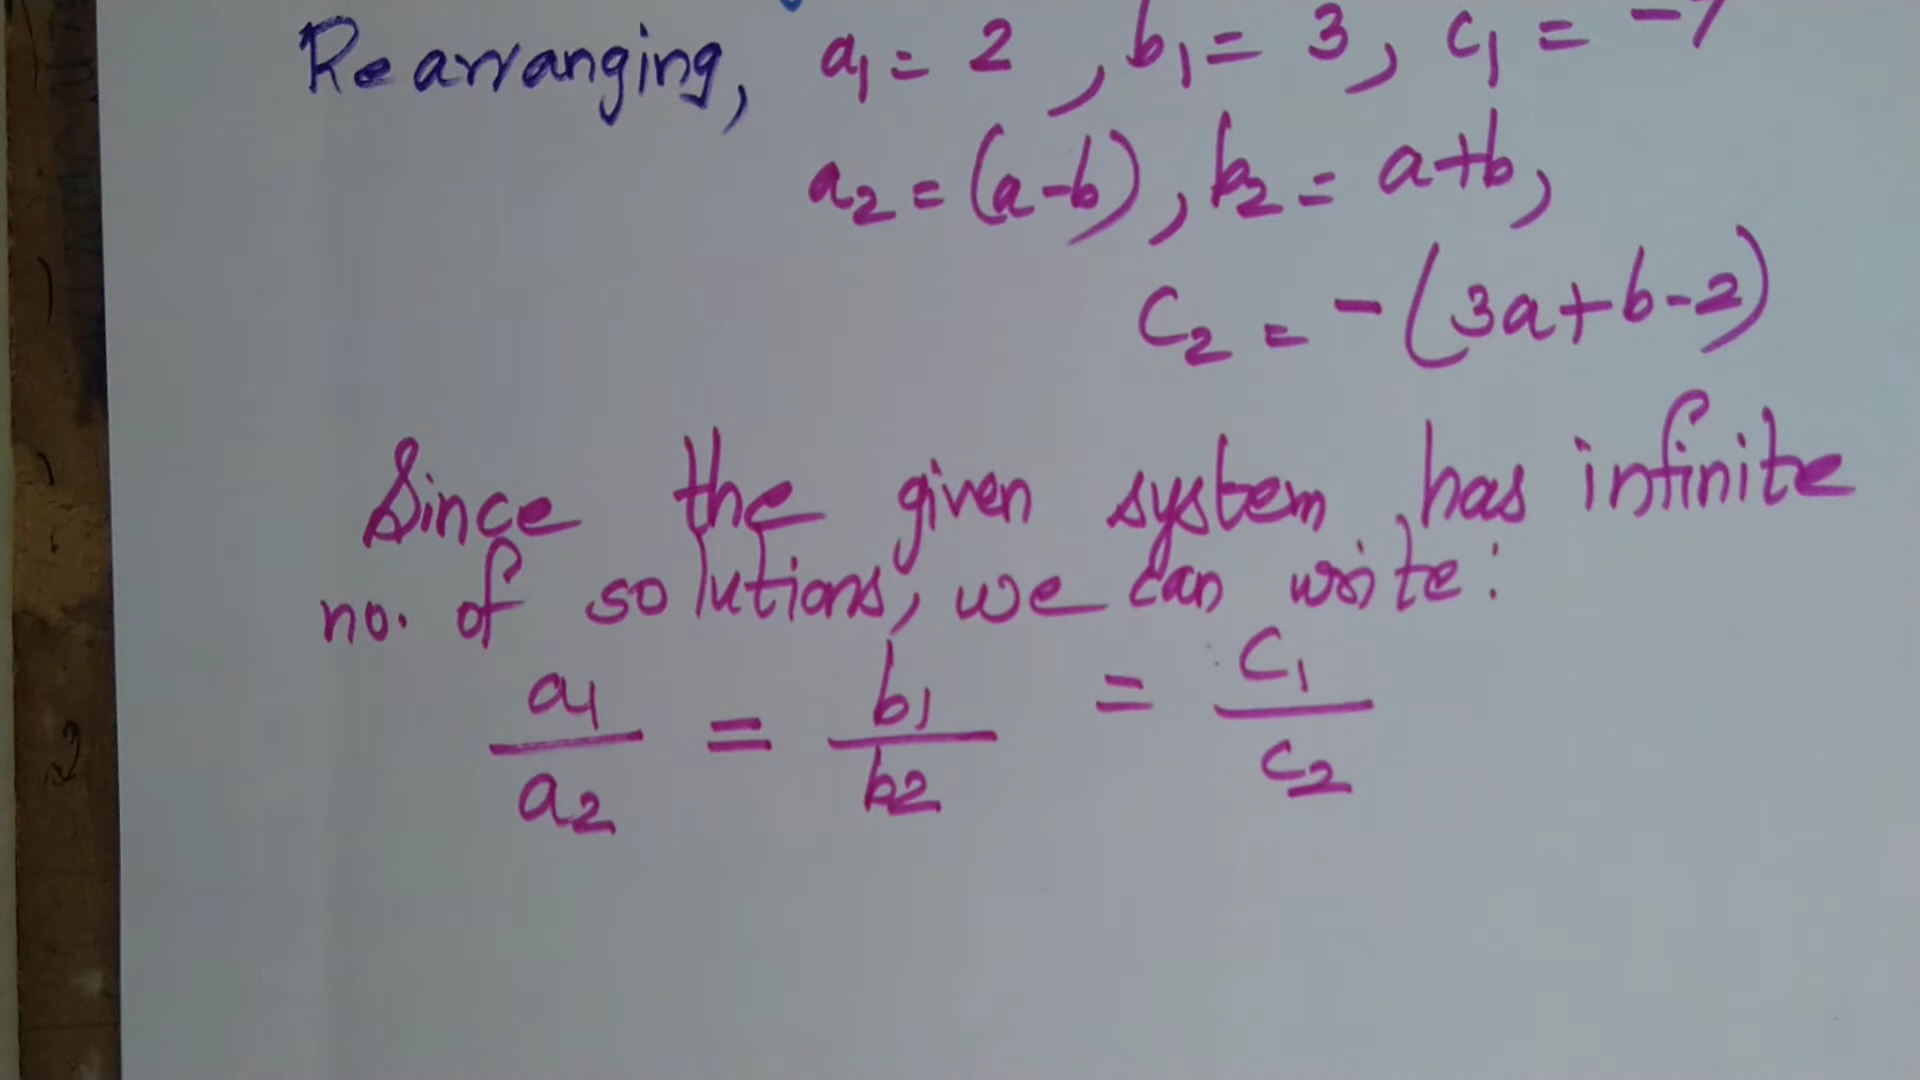 Rearranging, a1 = 2, b1 = 3, c1 = -7
a2 = (a-b), b2 = a+b,
C2 = -(3a+b-2)
Since the given system has infinite
no. of solutions, we can write:
a1/a2 = b1/b2 = C1/C2